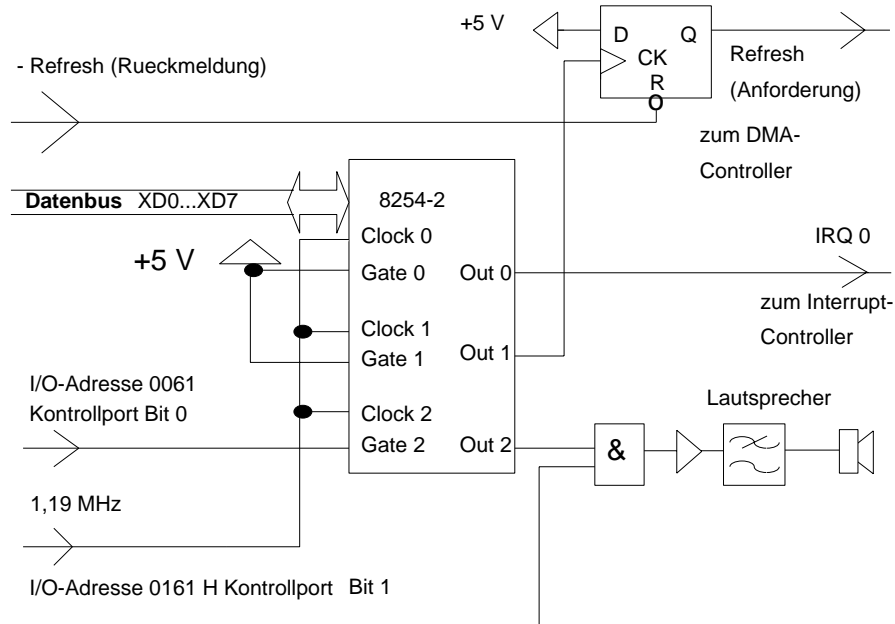 +5 V
D Q
CK
R
- Refresh (Rueckmeldung)
Refresh
(Anforderung)
zum DMA-
Controller
Datenbus XD0...XD7
8254-2
+5 V
Clock 0
Gate 0 Out 0
IRQ 0
zum Interrupt-
Controller
Clock 1
Gate 1 Out 1
I/O-Adresse 0061
Kontrollport Bit 0
Clock 2
Gate 2 Out 2
&
Lautsprecher
1,19 MHz
I/O-Adresse 0161 H Kontrollport Bit 1